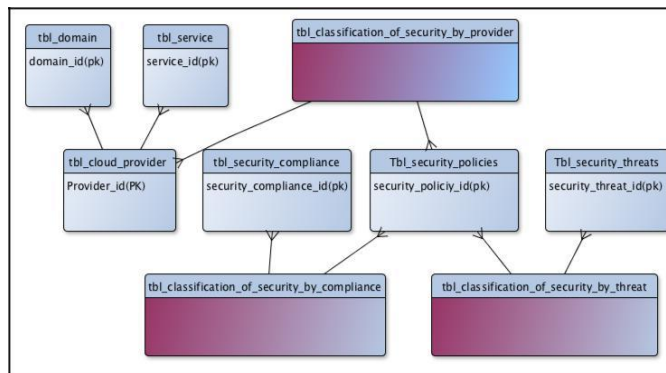 tbl_domain
domain_id(pk)
tbl_service
service_id(pk)
tbl_classification_of_security_by_provider
tbl_cloud_provider
Provider_id(PK)
tbl_security_compliance
security_compliance_id(pk)
Tbl_security_policies
security_policiy_id(pk)
Tbl_security_threats
security_threat_id(pk)
tbl_classification_of_security_by_compliance
tbl_classification_of_security_by_threat